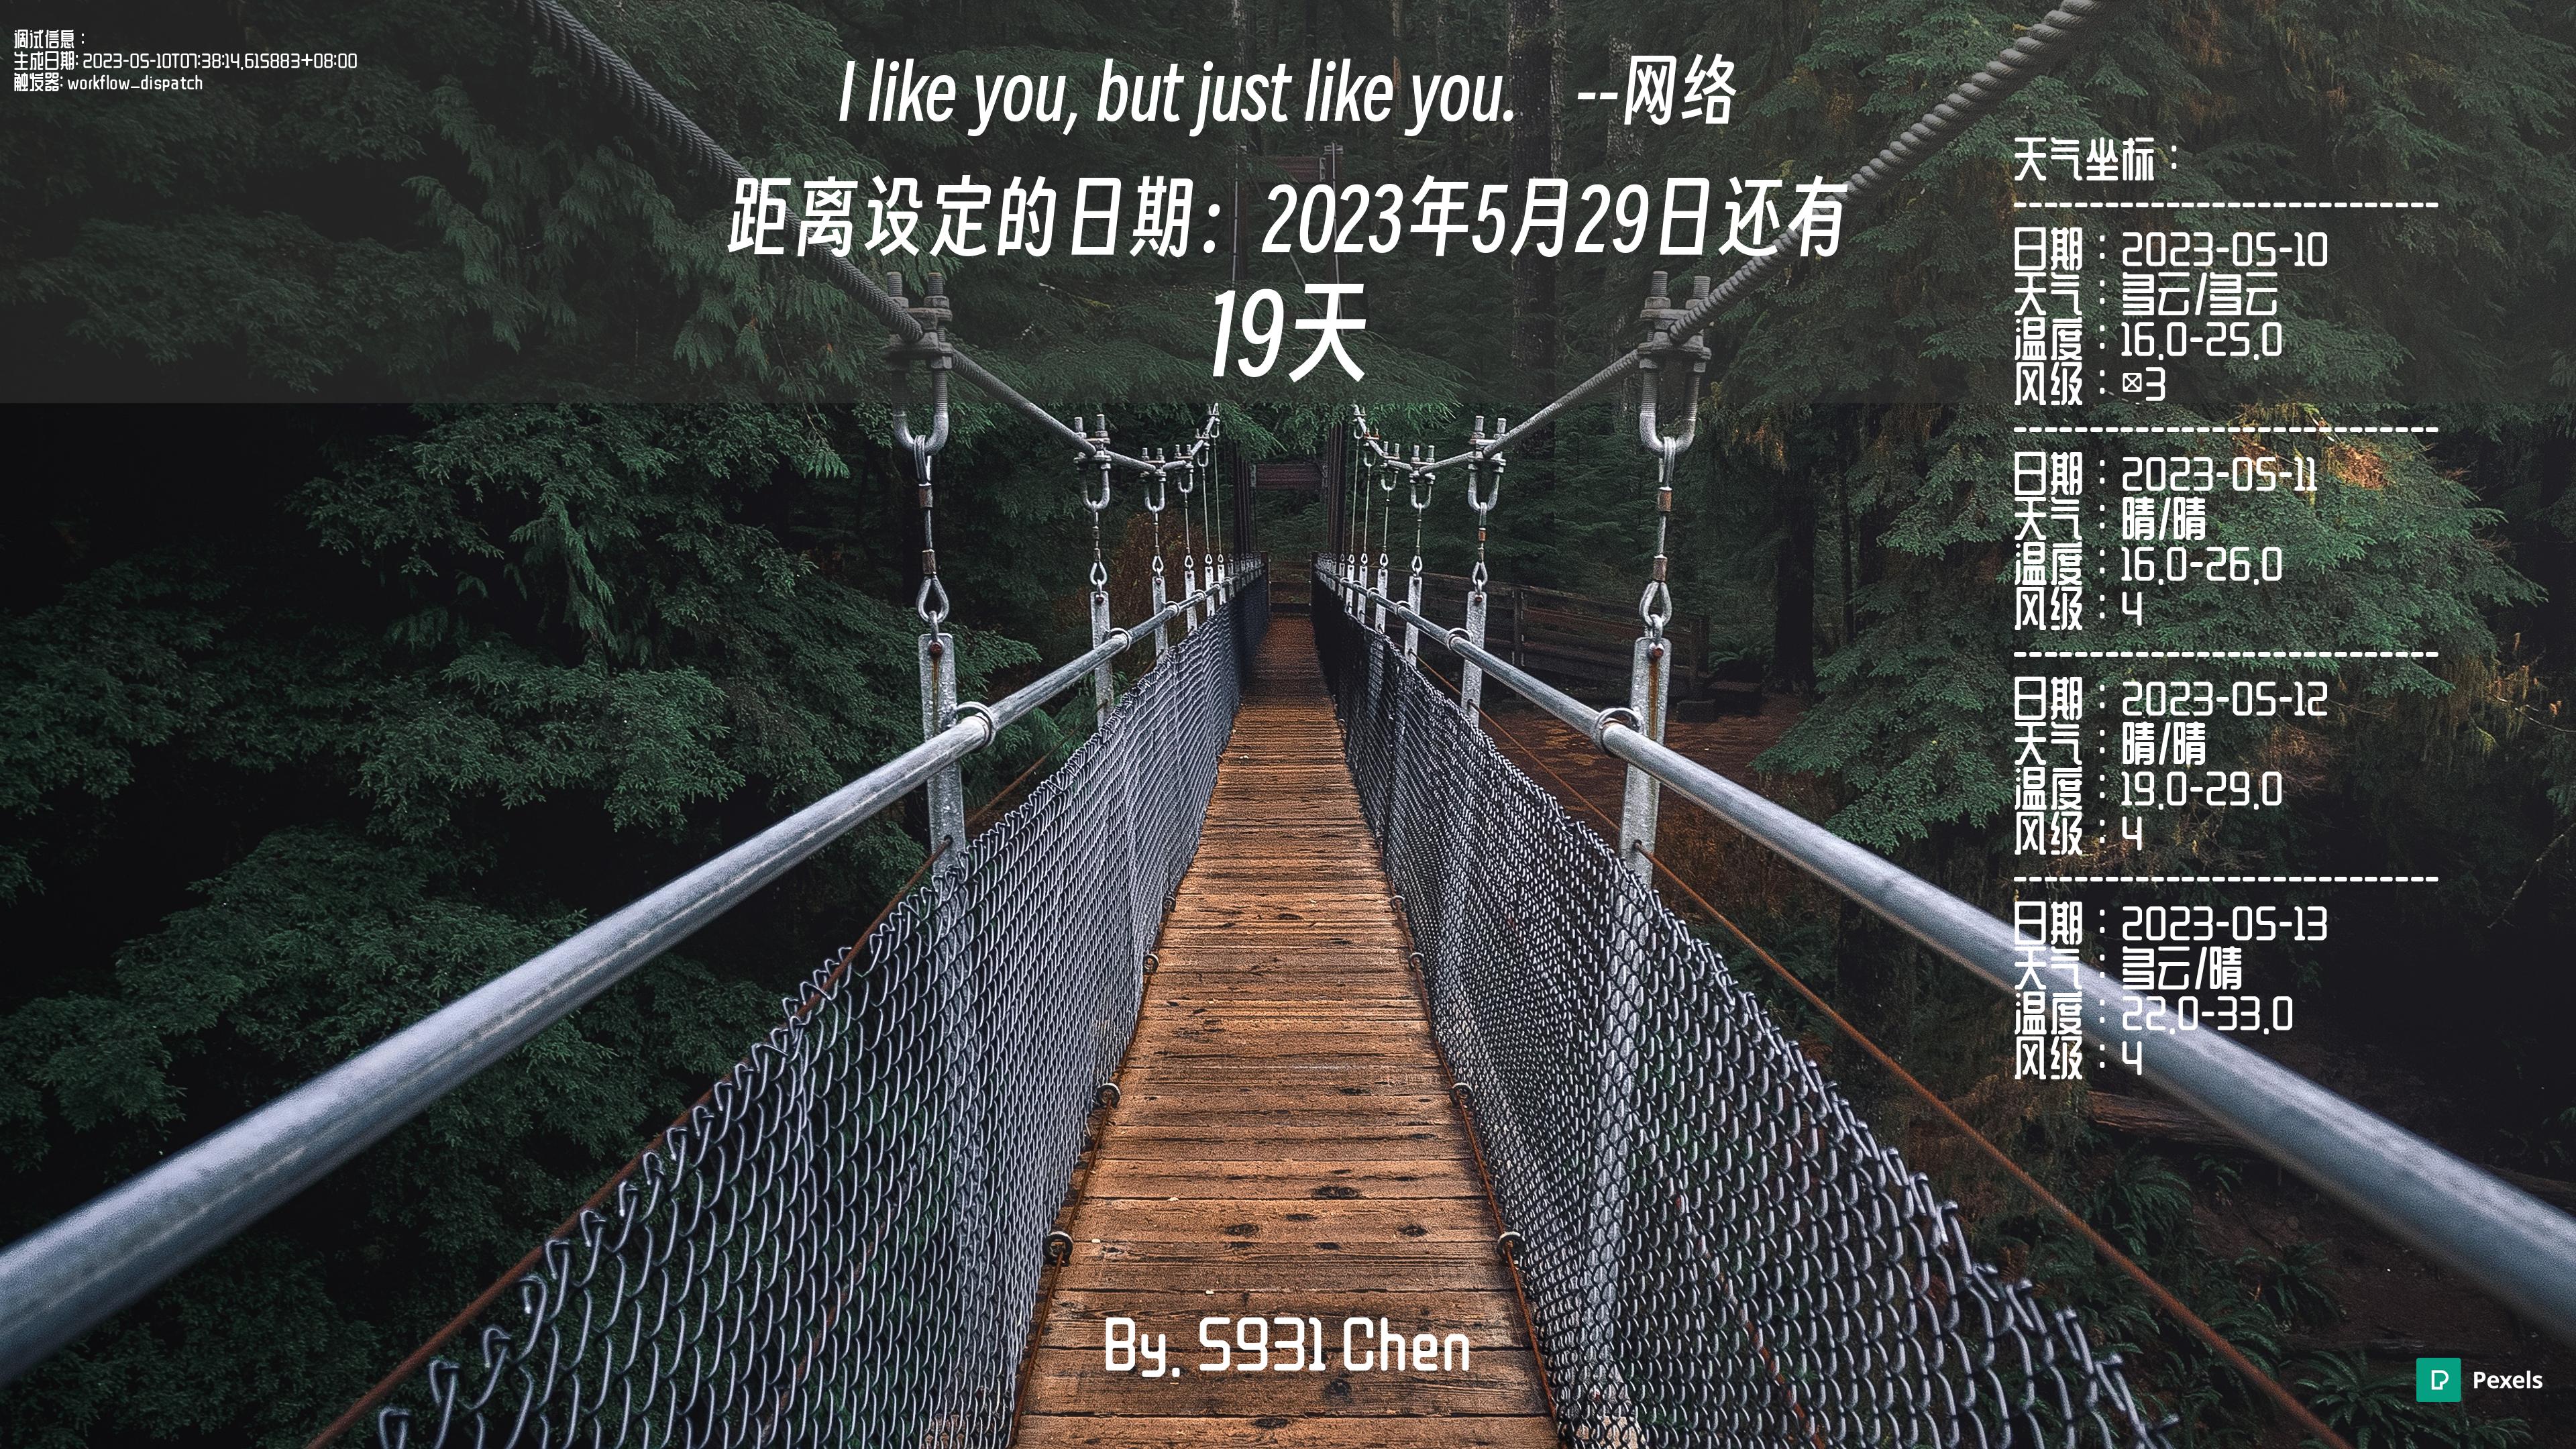 调试信息：
生成日期: 2023-05-10T07:38:14.615883+08:00
触发器: workflow_dispatch
I like you, but just like you.    --网络
距离设定的日期：2023年5月29日还有
19天
天气坐标：
------------------------------
日期：2023-05-10
天气：多云/多云
温度：16.0-25.0
风级：☒3
------------------------------
日期：2023-05-11
天气：晴/晴
温度：16.0-26.0
风级：4
------------------------------
日期：2023-05-12
天气：晴/晴
温度：19.0-29.0
风级：4
------------------------------
日期：2023-05-13
天气：多云/晴
温度：22.0-33.0
风级：4
By. S931 Chen
Pexels